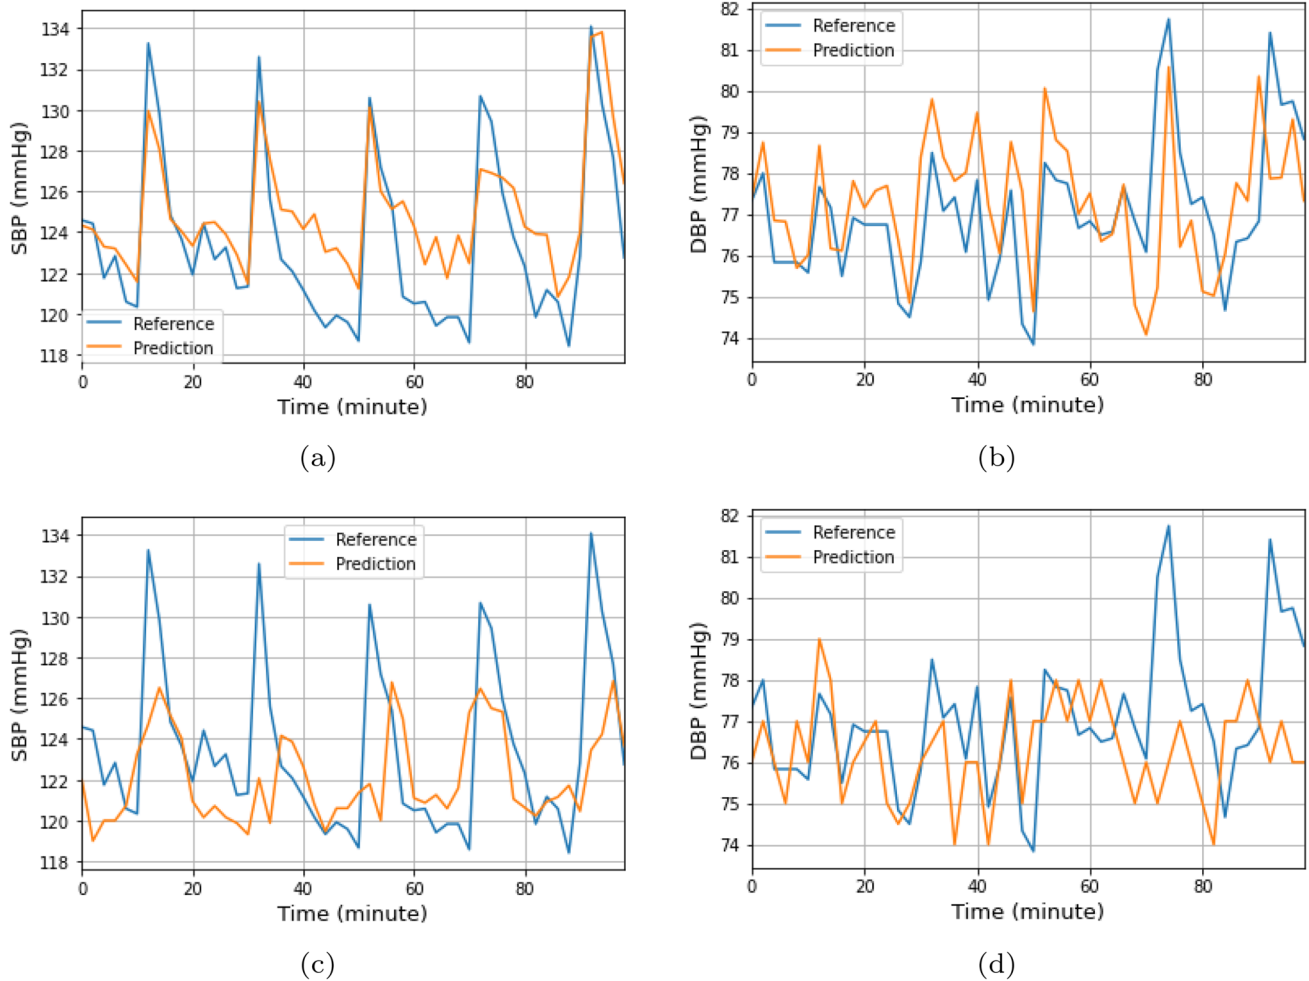 134
132
130
128
126
124
122
120
118
SBP (mmHg)
Reference
Prediction
0 20 40 60 80
Time (minute)
(a)
82
81
80
79
78
77
76
75
74
DBP (mmHg)
Reference
Prediction
0 20 40 60 80
Time (minute)
(b)
134
132
130
128
126
124
122
120
118
SBP (mmHg)
Reference
Prediction
0 20 40 60 80
Time (minute)
(c)
82
81
80
79
78
77
76
75
74
DBP (mmHg)
Reference
Prediction
0 20 40 60 80
Time (minute)
(d)